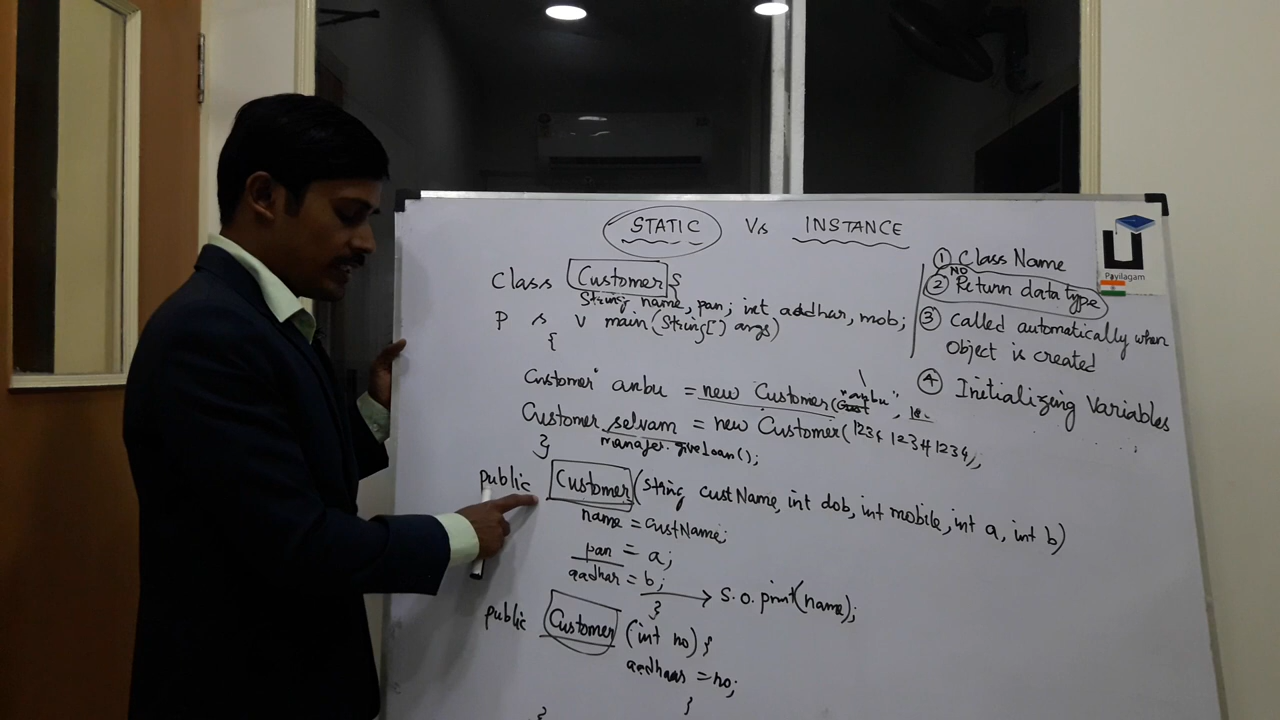 STATIC Vs INSTANCE
Class Customer {
String name, pan; int aadhar, mob;
P s v main(String[] args)
{
Customer anbu = new Customer("anbu",
Customer selvam = new Customer(
manager.giveloan();
}
public Customer(String custName, int dob, int mobile, int a, int b)
name = custName;
pan = a;
aadhar = b;
} → S.O.print(name);
public Customer (int no) {
aadhaar = no;
}
}
① Class Name
NO
② Return data type
③ Called automatically when
Object is created
④ Initializing Variables
Payilagam